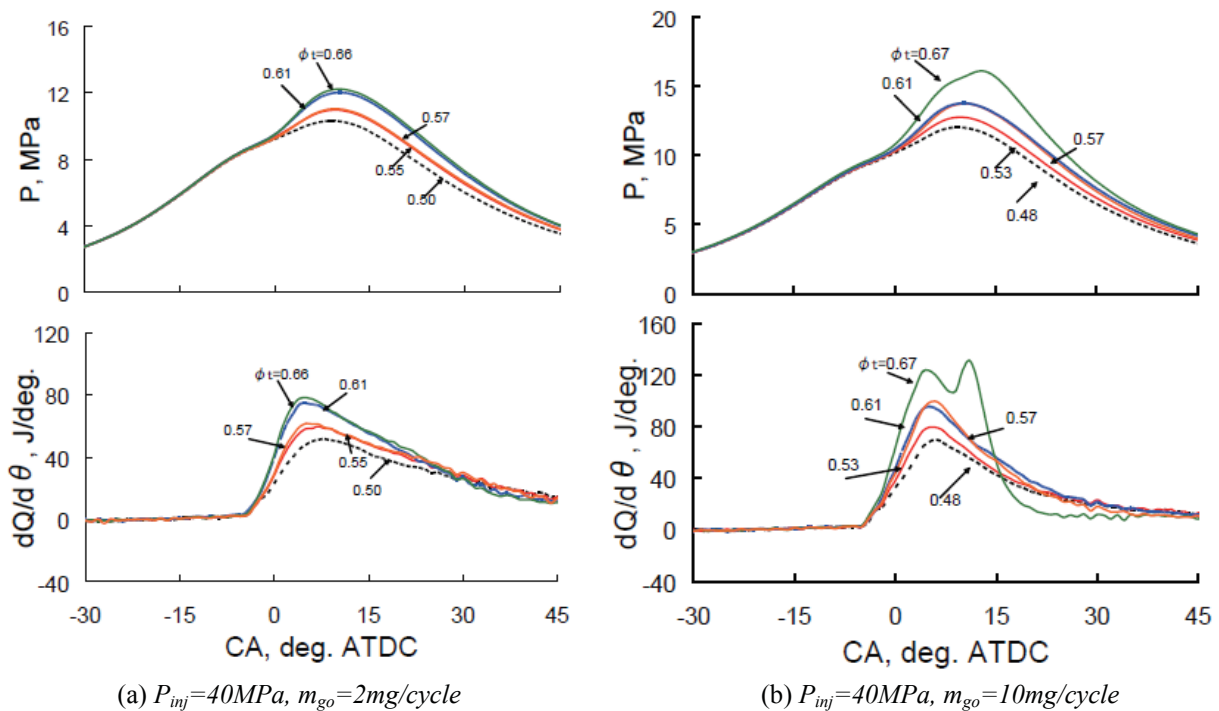 16
12
8
4
0
P, MPa
ϕt=0.66
0.61
0.57
0.55
0.50
120
80
40
0
-40
dQ/dθ, J/deg.
ϕt=0.66
0.61
0.57
0.55
0.50
-30 -15 0 15 30 45
CA, deg. ATDC
(a) Pinj=40MPa, mgo=2mg/cycle
20
15
10
5
0
P, MPa
ϕt=0.67
0.61
0.57
0.53
0.48
160
120
80
40
0
-40
dQ/dθ, J/deg.
ϕt=0.67
0.61
0.57
0.53
0.48
-30 -15 0 15 30 45
CA, deg. ATDC
(b) Pinj=40MPa, mgo=10mg/cycle